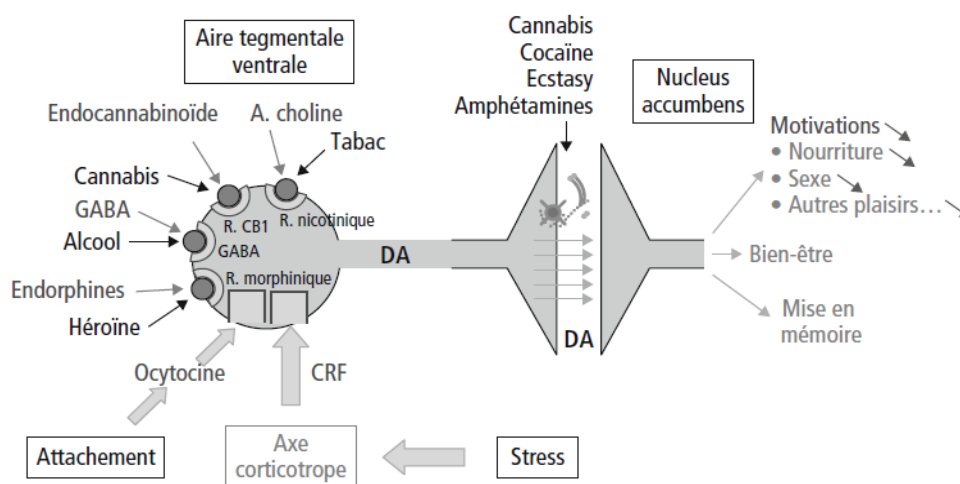 Aire tegmentale
ventrale
Cannabis
Cocaïne
Ecstasy
Amphétamines
Nucleus
accumbens
Endocannabinoïde
A. choline
Tabac
Cannabis
GABA
Alcool
Endorphines
Héroïne
R. CB1
R. nicotinique
GABA
R. morphinique
DA
DA
Motivations
• Nourriture
• Sexe
• Autres plaisirs...
Bien-être
Mise en
mémoire
Ocytocine
CRF
Attachement
Axe
corticotrope
Stress